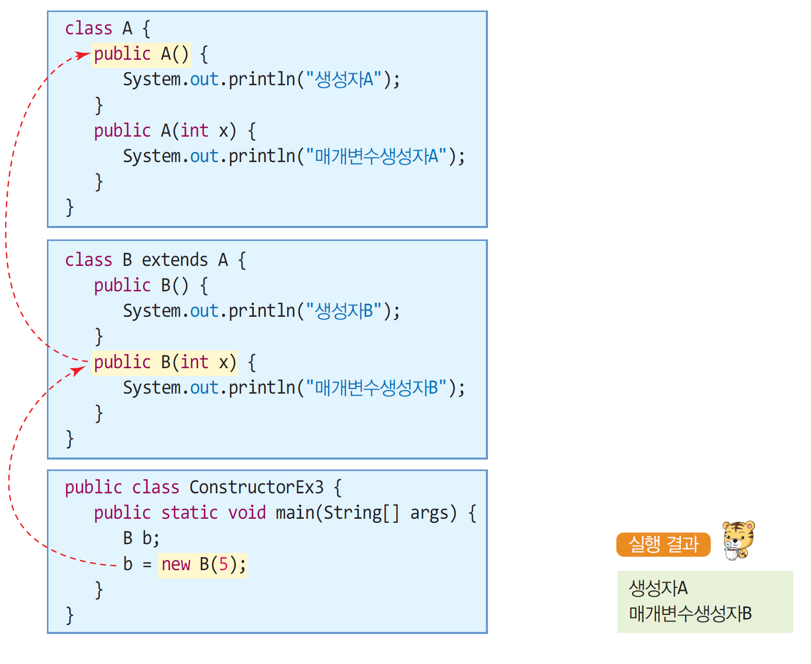 class A {
public A() {
System.out.println("생성자A");
}
public A(int x) {
System.out.println("매개변수생성자A");
}
}
class B extends A {
public B() {
System.out.println("생성자B");
}
public B(int x) {
System.out.println("매개변수생성자B");
}
}
public class ConstructorEx3 {
public static void main(String[] args) {
B b;
b = new B(5);
}
}
실행 결과
생성자A
매개변수생성자B